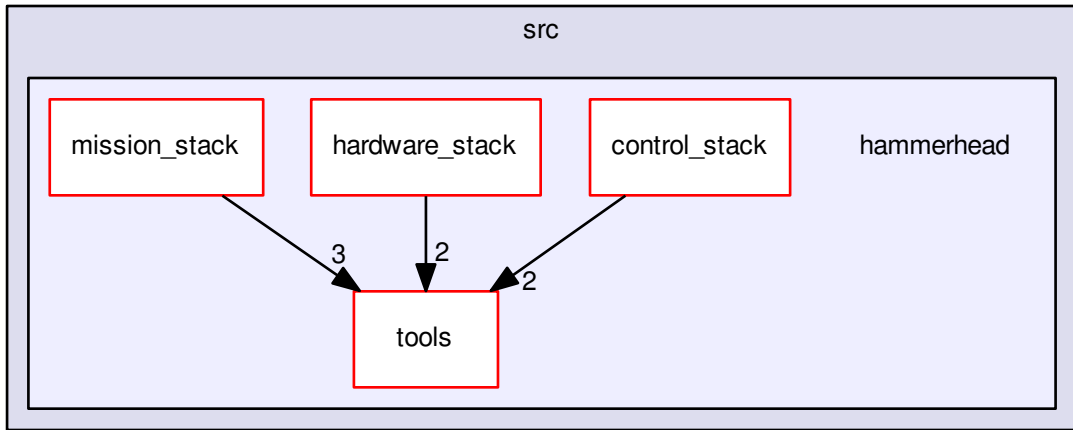 src
mission_stack
hardware_stack
control_stack
hammerhead
3
2
2
tools